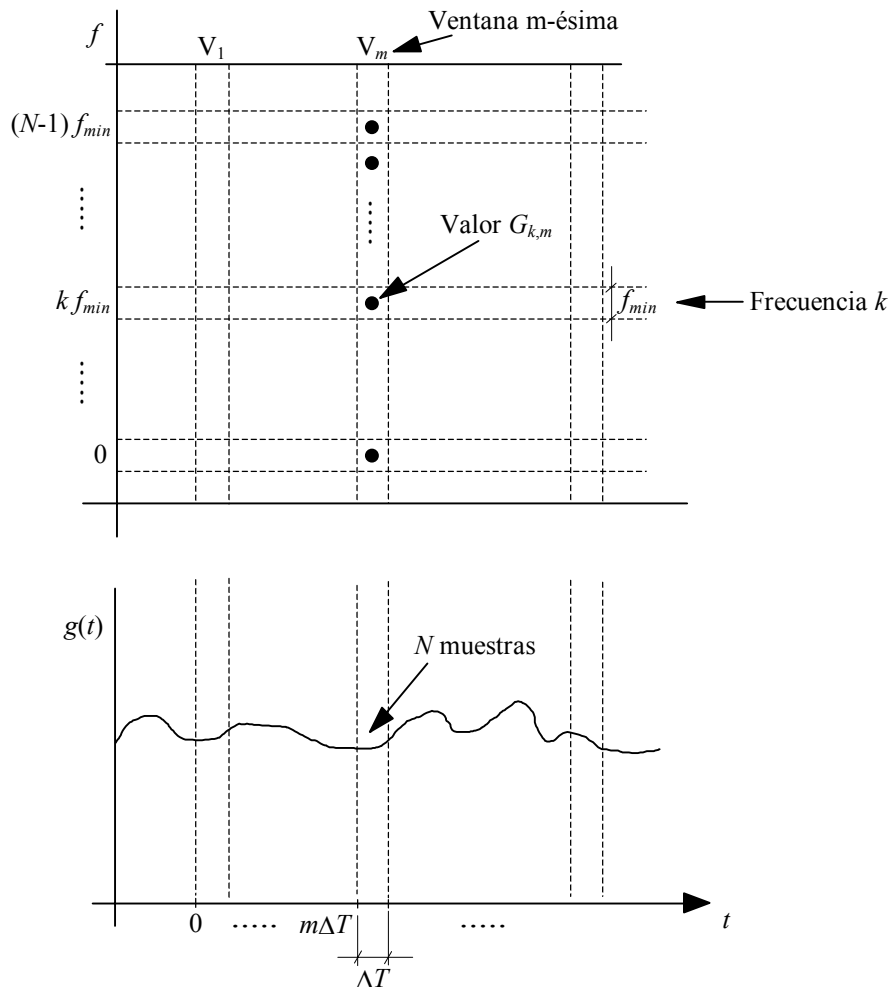 Ventana m-ésima
f V₁ Vₘ
(N-1) fₘᵢₙ
......
Valor Gₖ,ₘ
k fₘᵢₙ fₘᵢₙ Frecuencia k
......
0
g(t)
N muestras
0 ..... mΔT ..... t
ΔT